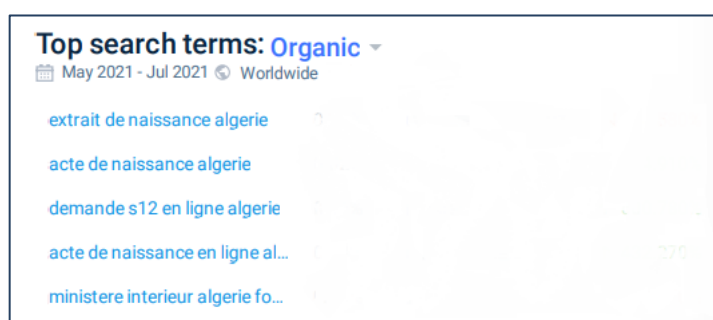 Top search terms: Organic
May 2021 - Jul 2021 Worldwide
extrait de naissance algerie
acte de naissance algerie
demande s12 en ligne algerie
acte de naissance en ligne al...
ministere interieur algerie fo...